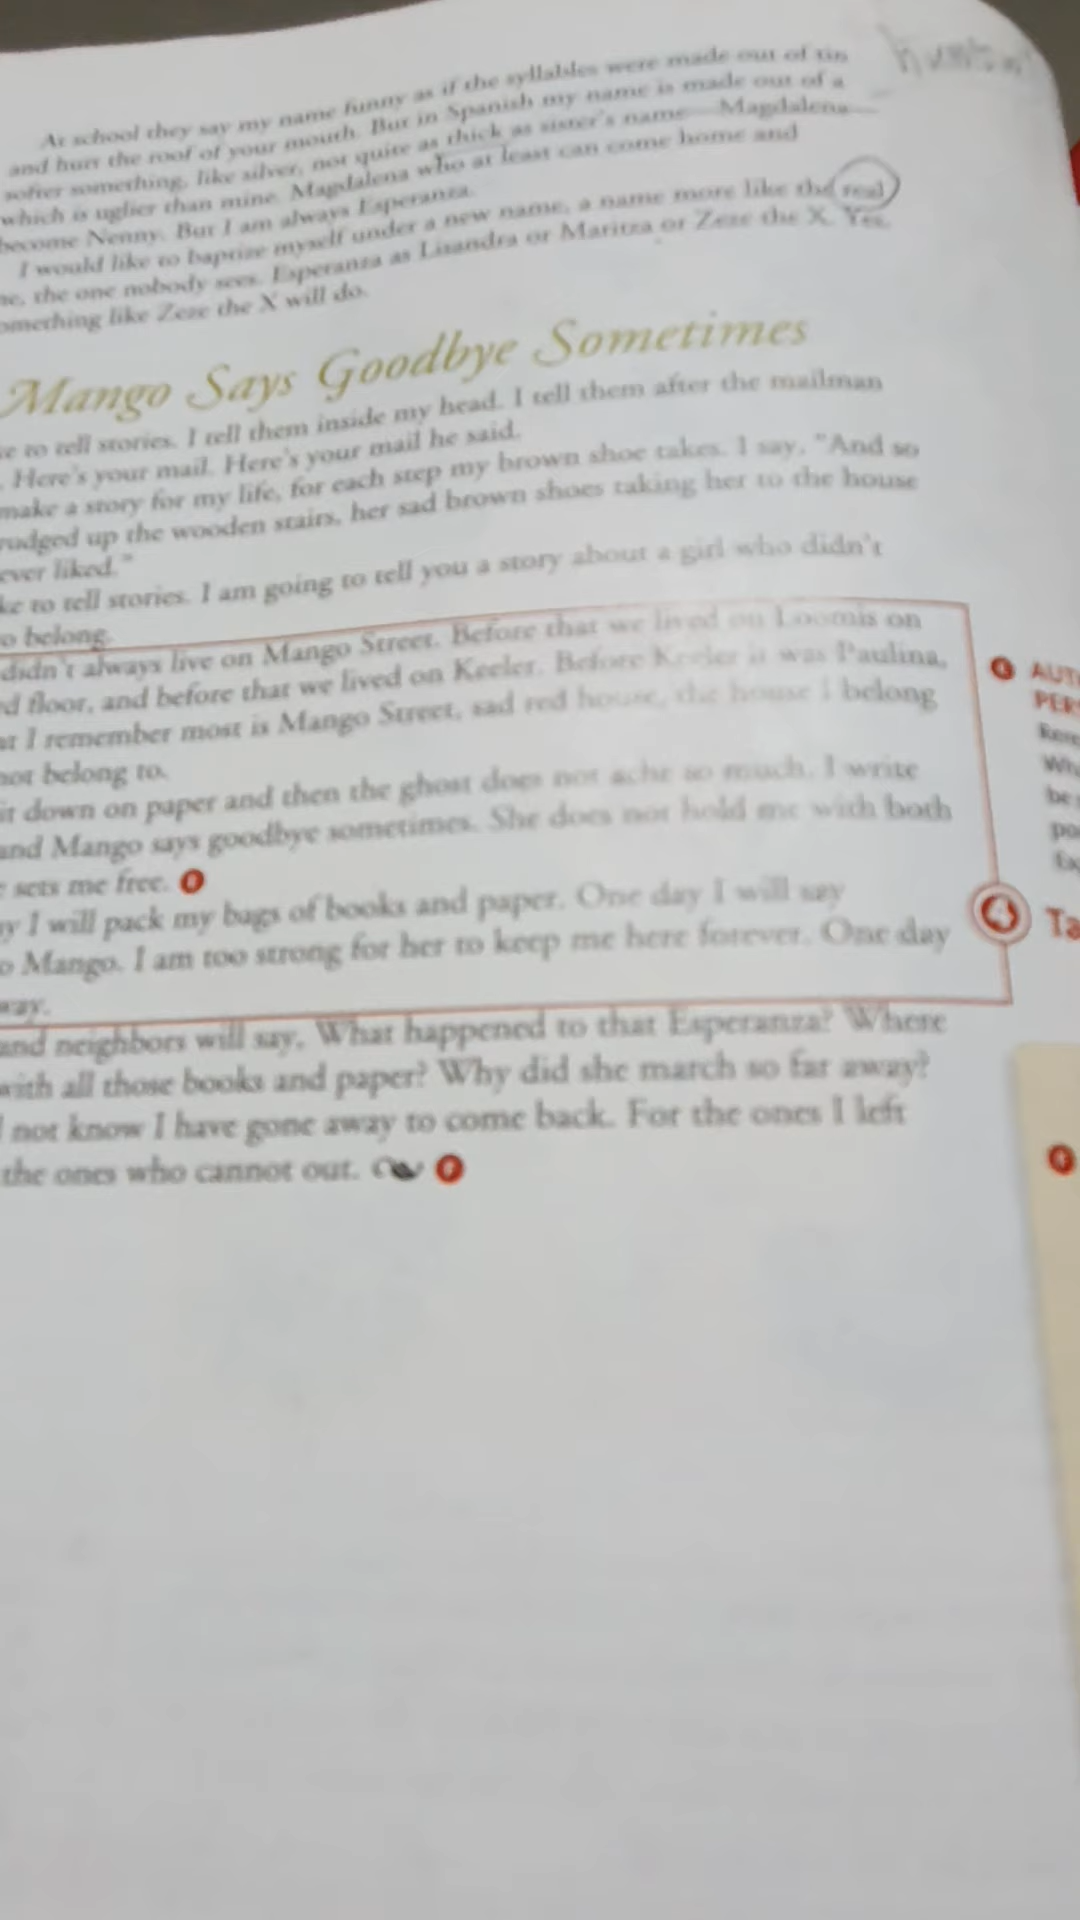 At school they say my name funny as if the syllables were made out of tin
and hurt the roof of your mouth. But in Spanish my name is made out of a
softer something, like silver, not quite as thick as sister's name Magdalena
which is uglier than mine. Magdalena who at least can come home and
become Nenny. But I am always Esperanza.
I would like to baptize myself under a new name, a name more like the real
me, the one nobody sees. Esperanza as Lisandra or Maritza or Zeze the X. Yes.
omething like Zeze the X will do.
Mango Says Goodbye Sometimes
ke to tell stories. I tell them inside my head. I tell them after the mailman
. Here's your mail. Here's your mail he said.
make a story for my life, for each step my brown shoe takes. I say, "And so
rudged up the wooden stairs, her sad brown shoes taking her to the house
ever liked."
ke to tell stories. I am going to tell you a story about a girl who didn't
o belong.
didn't always live on Mango Street. Before that we lived on Loomis on
d floor, and before that we lived on Keeler. Before Keeler it was Paulina,
at I remember most is Mango Street, sad red house, the house I belong
not belong to.
it down on paper and then the ghost does not ache so much. I write
and Mango says goodbye sometimes. She does not hold me with both
sets me free.
y I will pack my bags of books and paper. One day I will say
o Mango. I am too strong for her to keep me here forever. One day
way.
and neighbors will say, What happened to that Esperanza? Where
with all those books and paper? Why did she march so far away?
not know I have gone away to come back. For the ones I left
the ones who cannot out.
AUT
PER
Wh
be
po
Ta